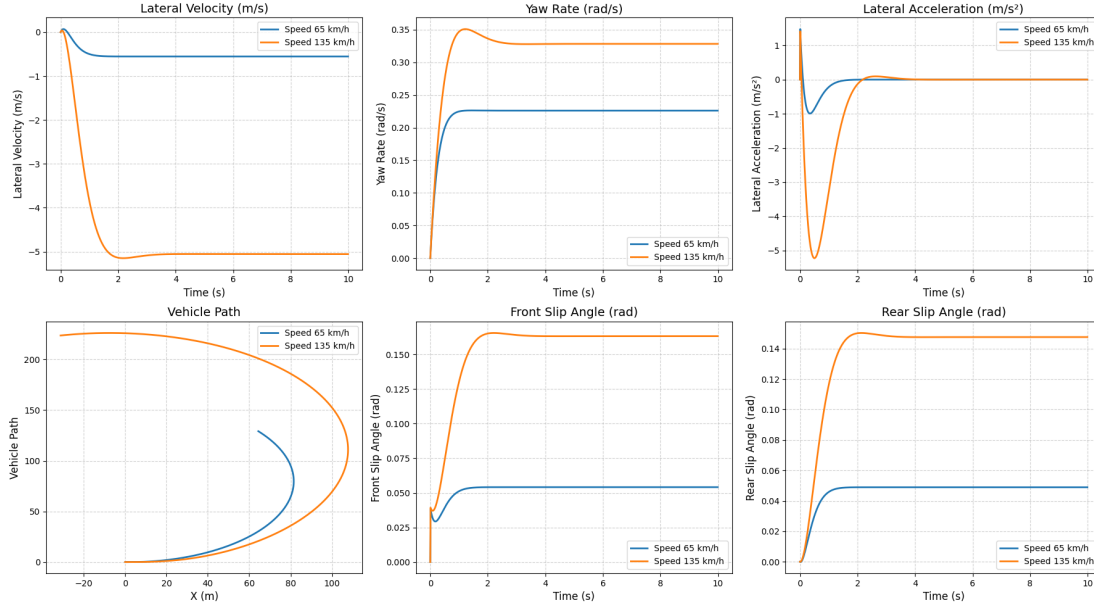 Lateral Velocity (m/s)
0
-1
-2
-3
-4
-5
Lateral Velocity (m/s)
Speed 65 km/h
Speed 135 km/h
0
2
4
6
8
10
Time (s)
Yaw Rate (rad/s)
0.35
0.30
0.25
0.20
0.15
0.10
0.05
0.00
Yaw Rate (rad/s)
Speed 65 km/h
Speed 135 km/h
0
2
4
6
8
10
Time (s)
Lateral Acceleration (m/s²)
1
0
-1
-2
-3
-4
-5
Lateral Acceleration (m/s²)
Speed 65 km/h
Speed 135 km/h
0
2
4
6
8
10
Time (s)
Vehicle Path
200
150
100
50
0
Vehicle Path
Speed 65 km/h
Speed 135 km/h
-20
0
20
40
60
80
100
X (m)
Front Slip Angle (rad)
0.150
0.125
0.100
0.075
0.050
0.025
0.000
Front Slip Angle (rad)
Speed 65 km/h
Speed 135 km/h
0
2
4
6
8
10
Time (s)
Rear Slip Angle (rad)
0.14
0.12
0.10
0.08
0.06
0.04
0.02
0.00
Rear Slip Angle (rad)
Speed 65 km/h
Speed 135 km/h
0
2
4
6
8
10
Time (s)